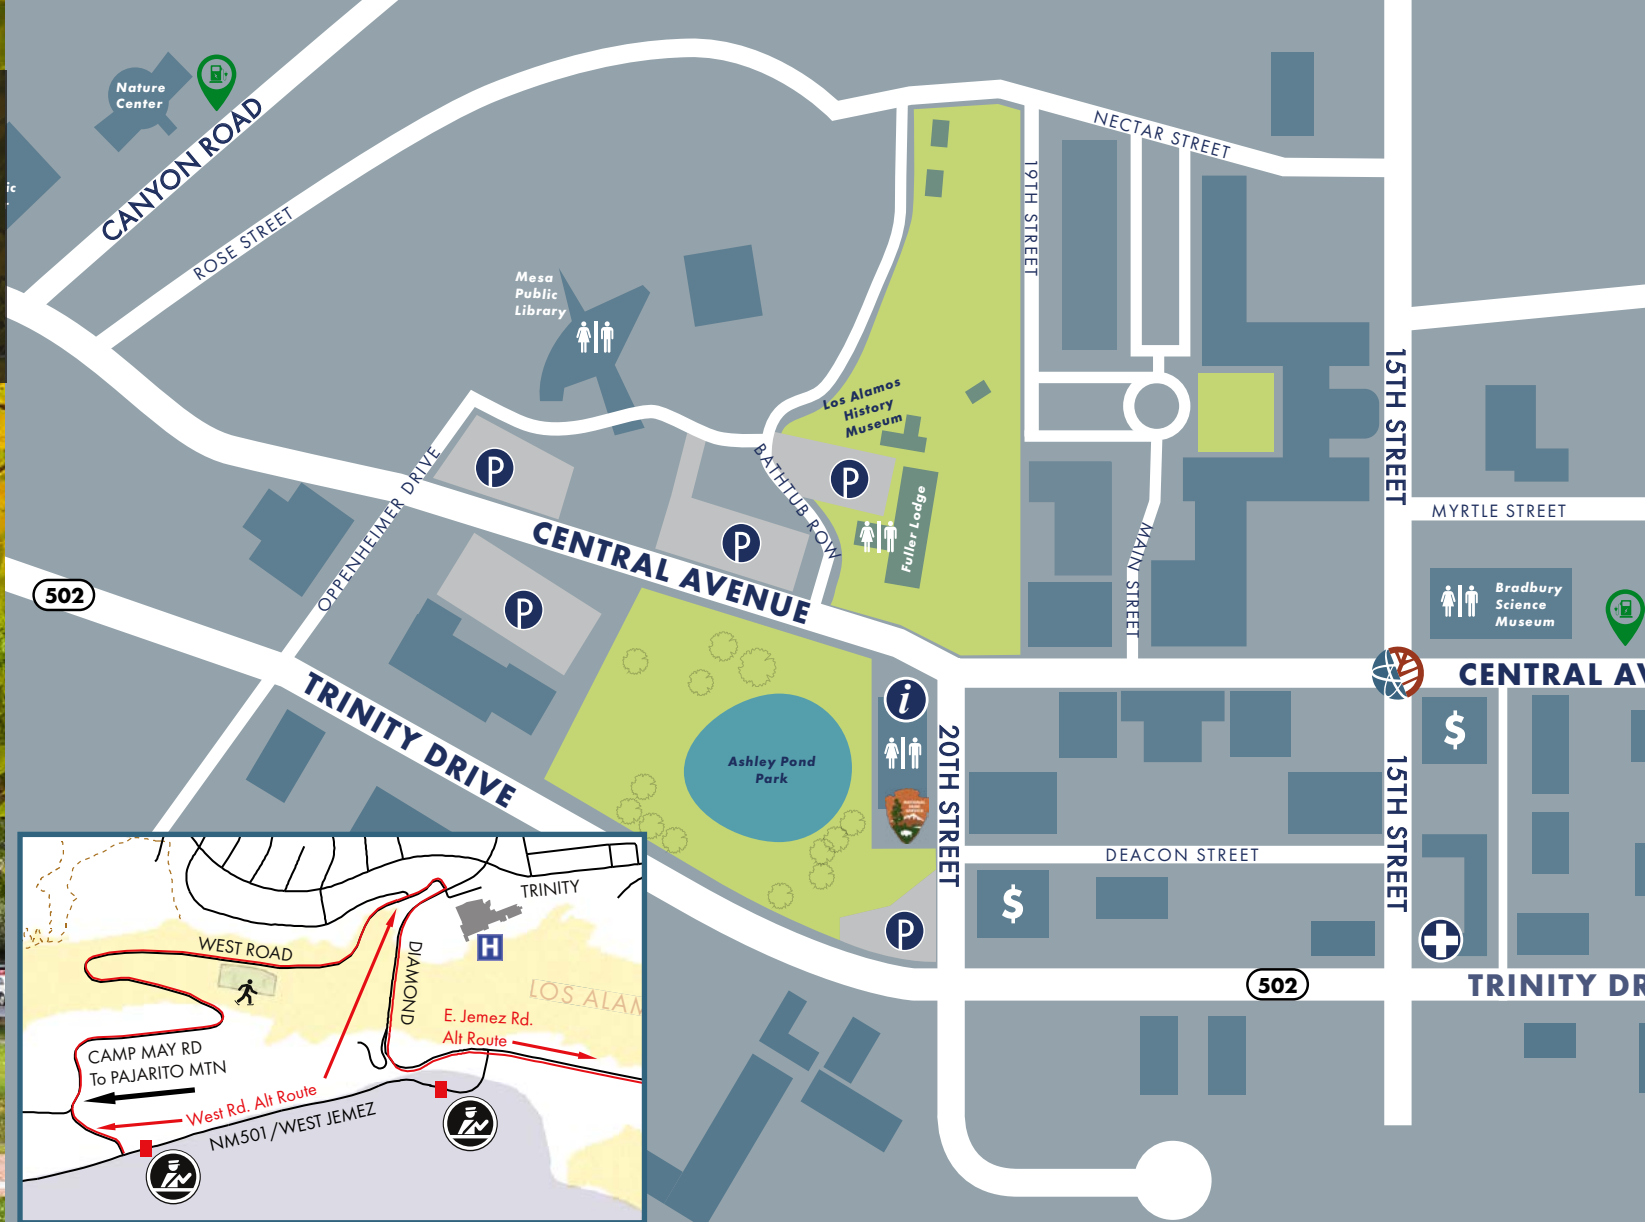 Nature
Center
CANYON ROAD
ROSE STREET
ic
NECTAR STREET
19TH STREET
Mesa
Public
Library
Los Alamos
History
Museum
15TH STREET
P
P
P
P
BATHTUB ROW
OPPENHEIMER DRIVE
CENTRAL AVENUE
Fuller Lodge
MAIN STREET
MYRTLE STREET
Bradbury
Science
Museum
502
TRINITY DRIVE
CENTRAL AV
i
Ashley Pond
Park
20TH STREET
$
15TH STREET
DEACON STREET
$
P
502
TRINITY DR
TRINITY
WEST ROAD
DIAMOND
H
LOS ALAM
E. Jemez Rd.
Alt Route
CAMP MAY RD
To PAJARITO MTN
West Rd. Alt Route
NM501/WEST JEMEZ